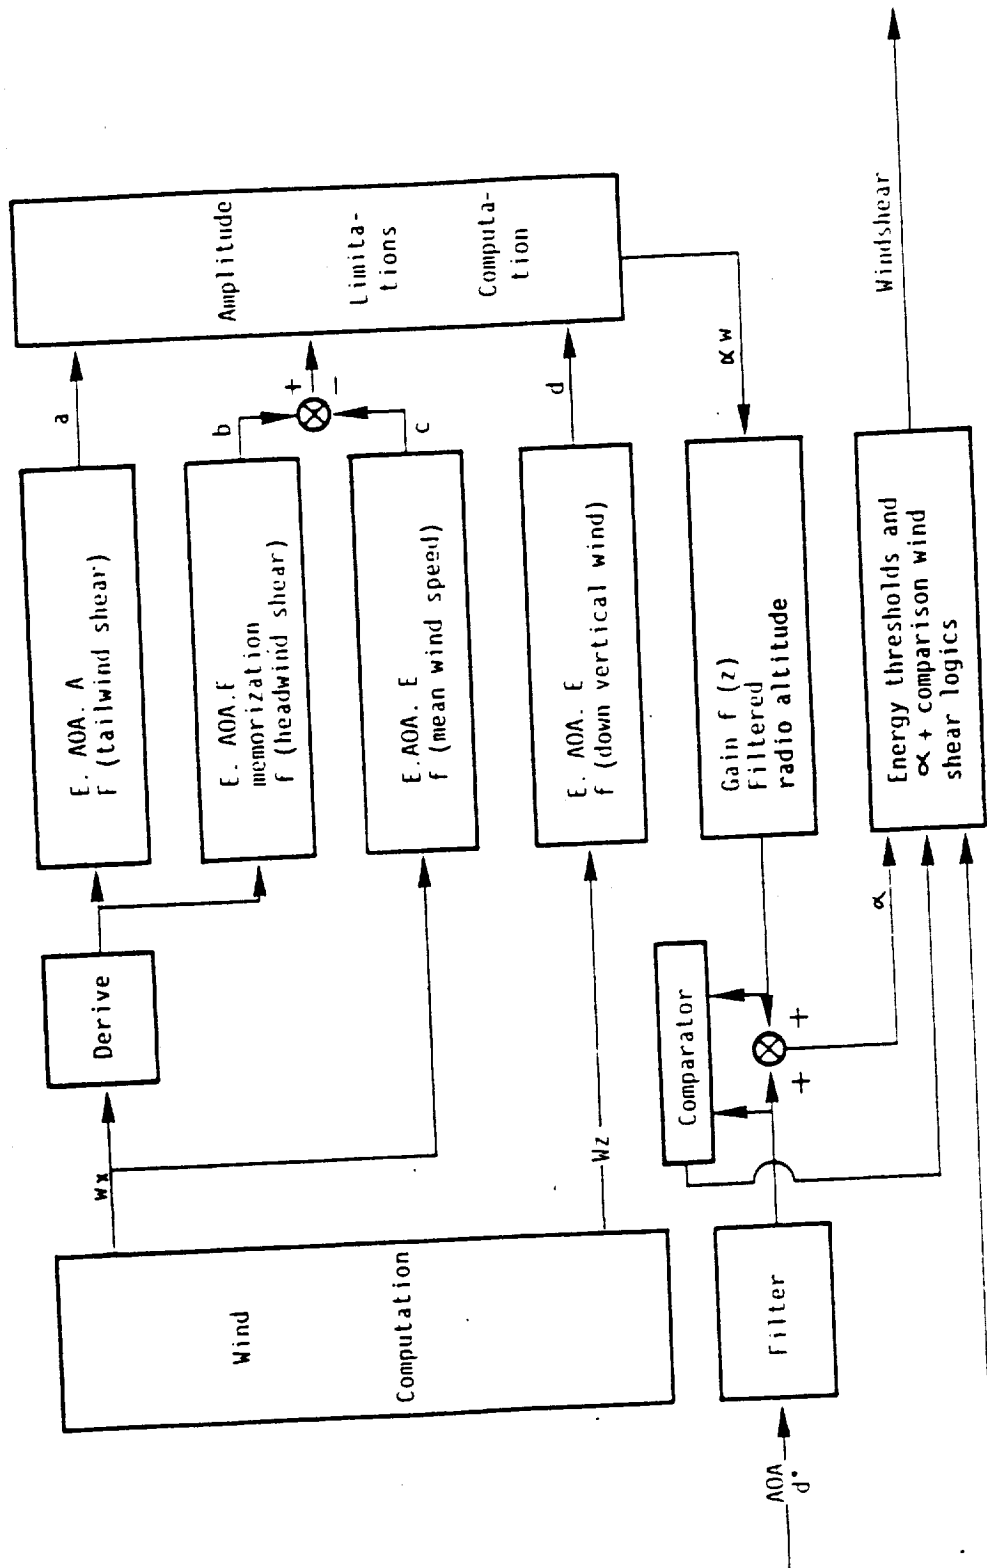 Wind
Computation
Wx
Wz
Derive
E. AOA. A
f (tailwind shear)
E. AOA.E
memorization
f (headwind shear)
E.AOA. E
f (mean wind speed)
E. AOA. E
f (down vertical wind)
a
b
c
d
+
−
Amplitude
Limita-
tions
Computa-
tion
∝w
Gain f (z)
Filtered
radio altitude
Comparator
+
+
∝
AOA
d°
Filter
Energy thresholds and
∝ + comparison wind
shear logics
Windshear